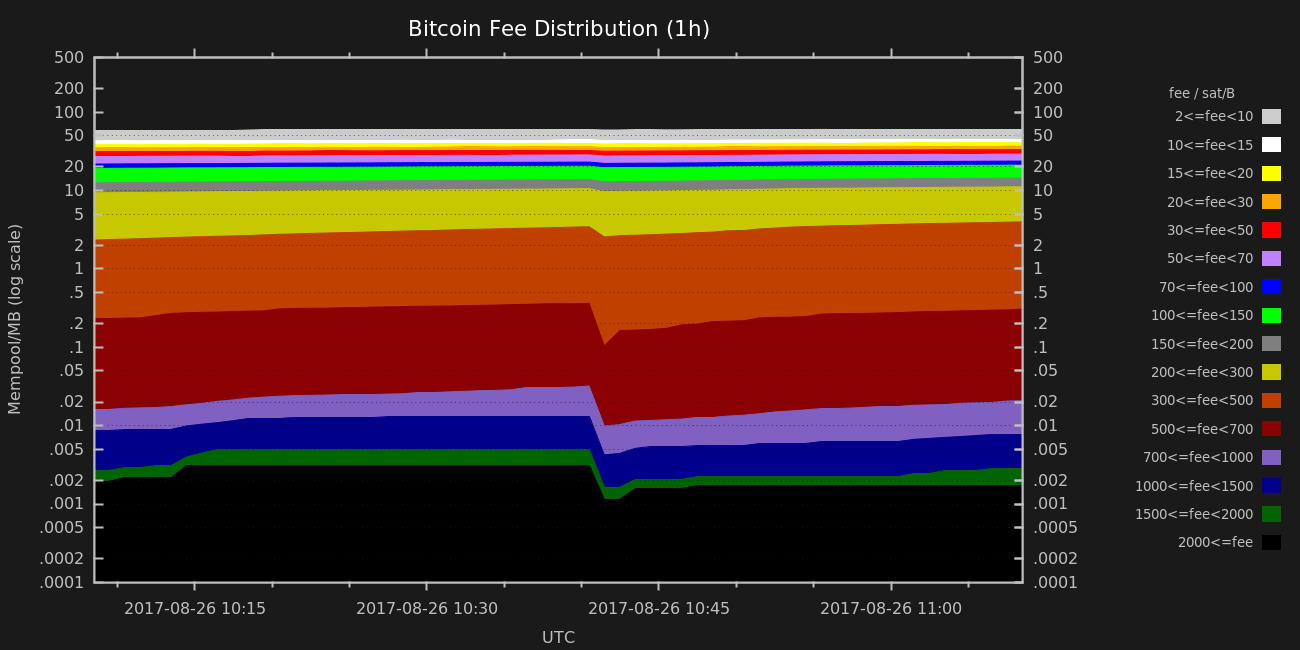 Bitcoin Fee Distribution (1h)
500
200
100
50
20
10
5
2
1
.5
.2
.1
.05
.02
.01
.005
.002
.001
.0005
.0002
.0001
Mempool/MB (log scale)
500
200
100
50
20
10
5
2
1
.5
.2
.1
.05
.02
.01
.005
.002
.001
.0005
.0002
.0001
2017-08-26 10:15
2017-08-26 10:30
2017-08-26 10:45
2017-08-26 11:00
UTC
fee / sat/B
2<=fee<10
10<=fee<15
15<=fee<20
20<=fee<30
30<=fee<50
50<=fee<70
70<=fee<100
100<=fee<150
150<=fee<200
200<=fee<300
300<=fee<500
500<=fee<700
700<=fee<1000
1000<=fee<1500
1500<=fee<2000
2000<=fee